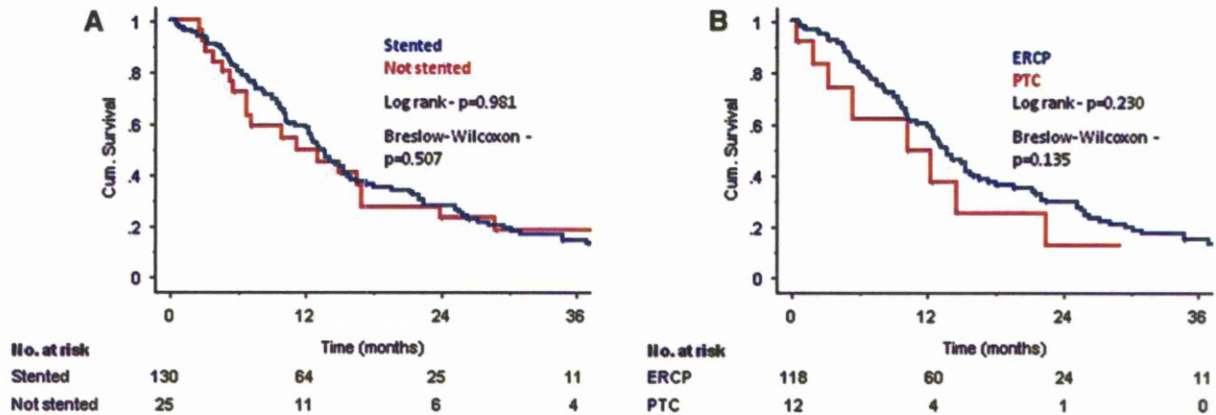 A
Stented
Not stented
Log rank - p=0.981
Breslow-Wilcoxon -
p=0.507
Cum. Survival
1
.8
.6
.4
.2
0
0 12 24 36
Time (months)
No. at risk
Stented 130 64 25 11
Not stented 25 11 6 4
B
ERCP
PTC
Log rank - p=0.230
Breslow-Wilcoxon -
p=0.135
Cum. Survival
1
.8
.6
.4
.2
0
0 12 24 36
Time (months)
No. at risk
ERCP 118 60 24 11
PTC 12 4 1 0